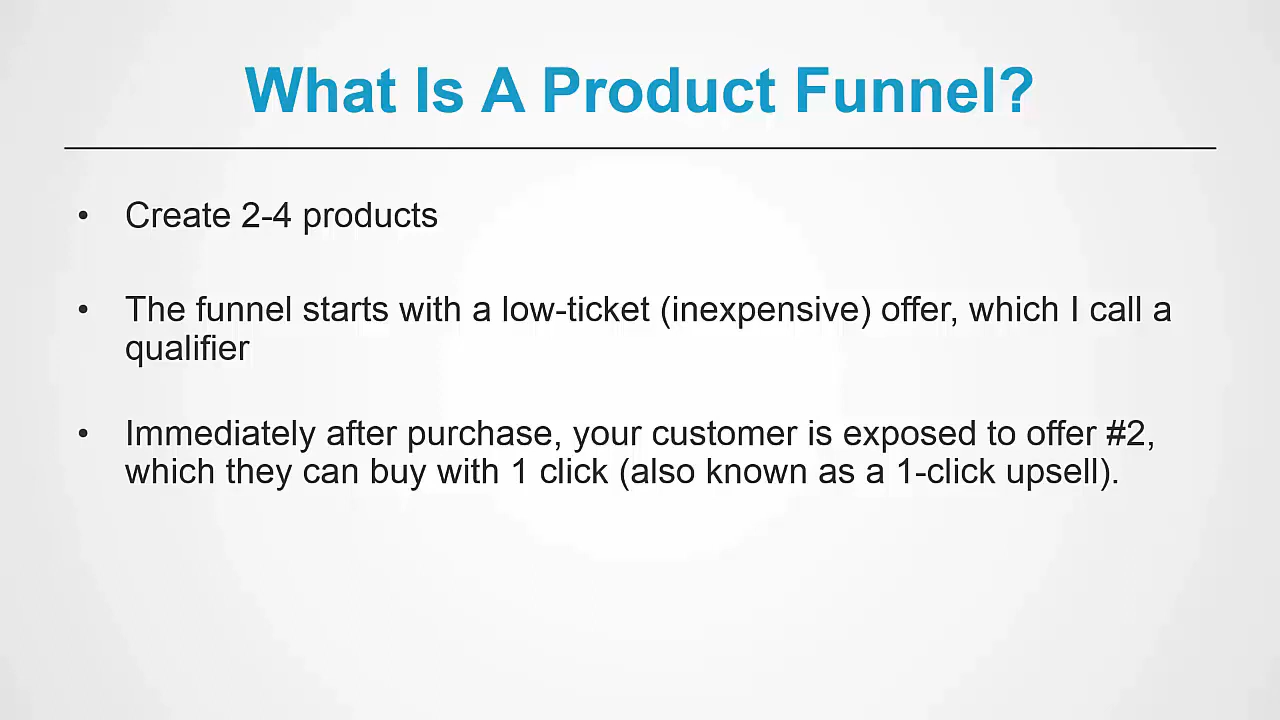 What Is A Product Funnel?
• Create 2-4 products
• The funnel starts with a low-ticket (inexpensive) offer, which I call a
qualifier
• Immediately after purchase, your customer is exposed to offer #2,
which they can buy with 1 click (also known as a 1-click upsell).